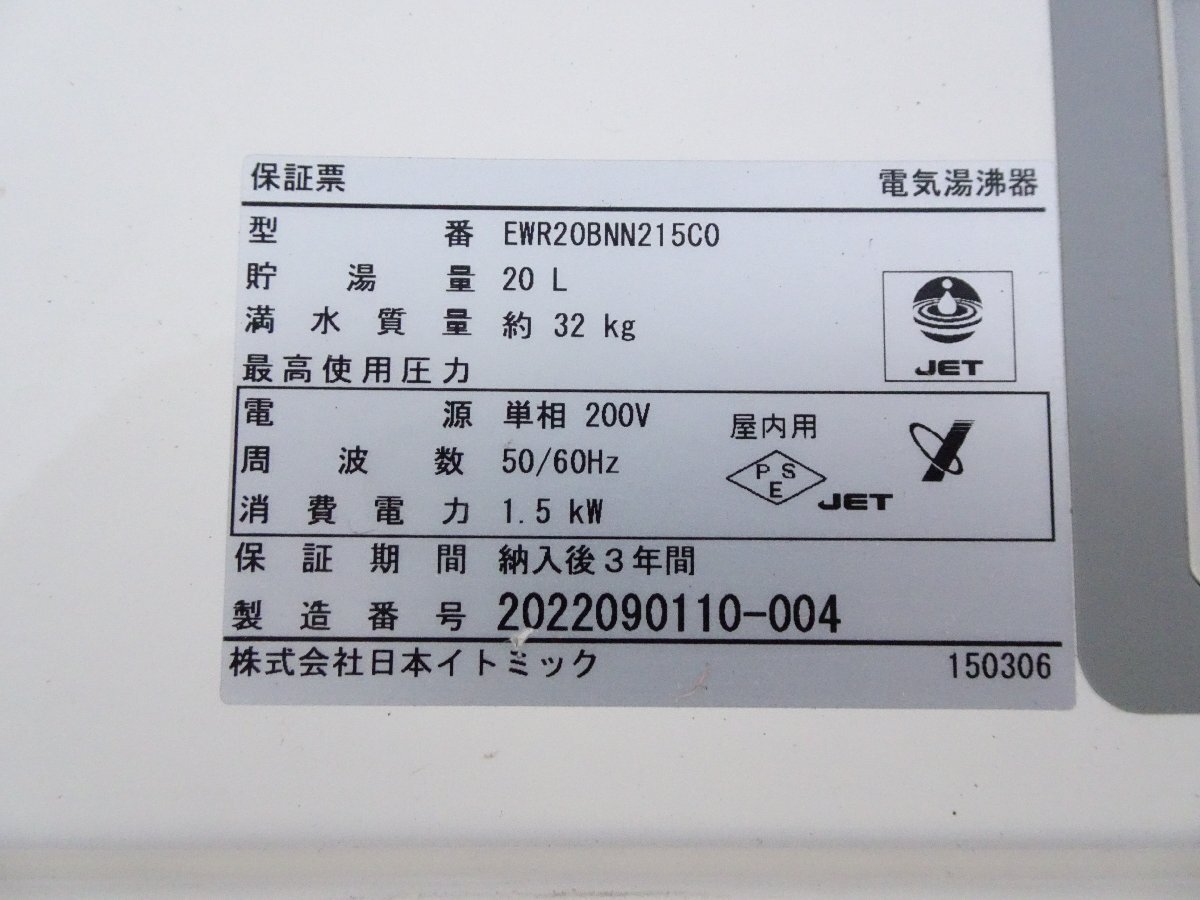 保証票 電気湯沸器
型番 EWR20BNN215C0
貯湯量 20 L
満水質量 約 32 kg
最高使用圧力
JET
電源 単相 200V
屋内用
周波数 50/60Hz
PSE JET
消費電力 1.5 kW
保証期間 納入後3年間
製造番号 2022090110-004
株式会社日本イトミック 150306